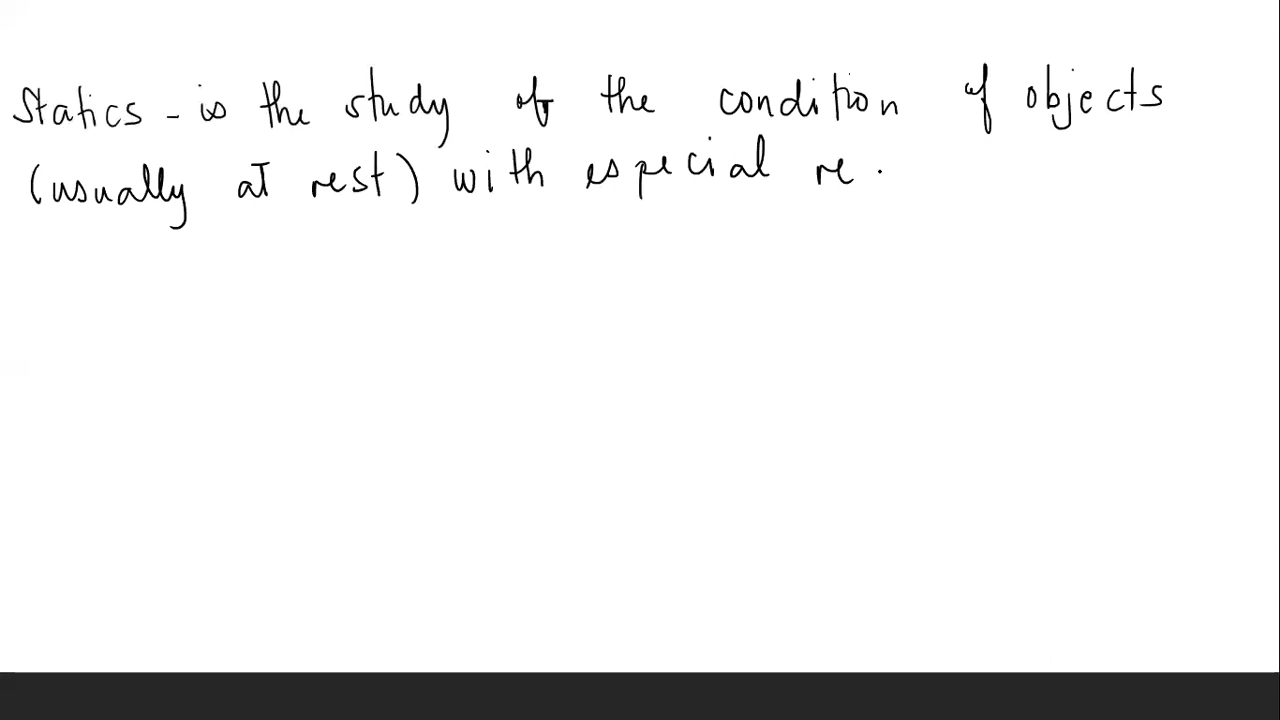 Statics - is the study of the condition of objects
(usually at rest) with especial re.